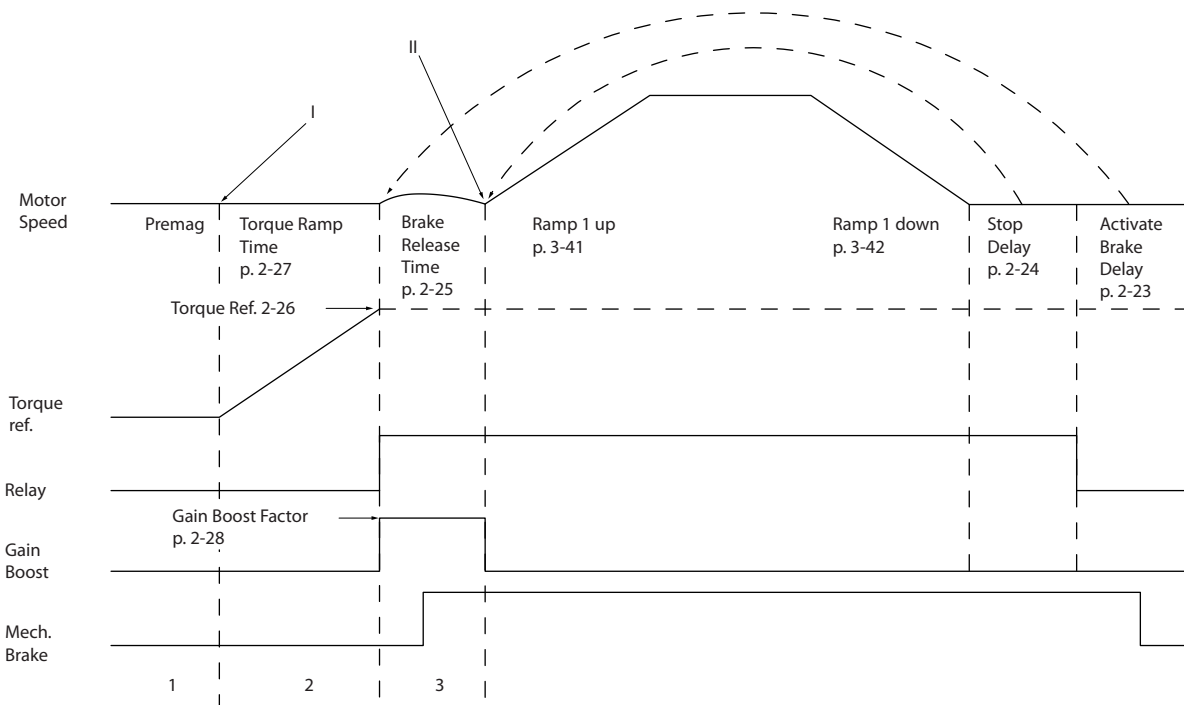 II
I
Motor
Speed
Premag
Torque Ramp
Time
p. 2-27
Brake
Release
Time
p. 2-25
Ramp 1 up
p. 3-41
Ramp 1 down
p. 3-42
Stop
Delay
p. 2-24
Activate
Brake
Delay
p. 2-23
Torque Ref. 2-26
Torque
ref.
Relay
Gain Boost Factor
p. 2-28
Gain
Boost
Mech.
Brake
1
2
3